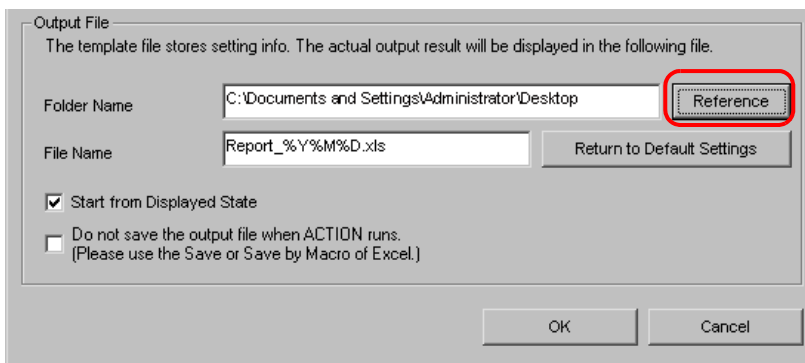 Output File
The template file stores setting info. The actual output result will be displayed in the following file.
Folder Name
C:\Documents and Settings\Administrator\Desktop
Reference
File Name
Report_%Y%M%D.xls
Return to Default Settings
Start from Displayed State
Do not save the output file when ACTION runs.
(Please use the Save or Save by Macro of Excel.)
OK
Cancel